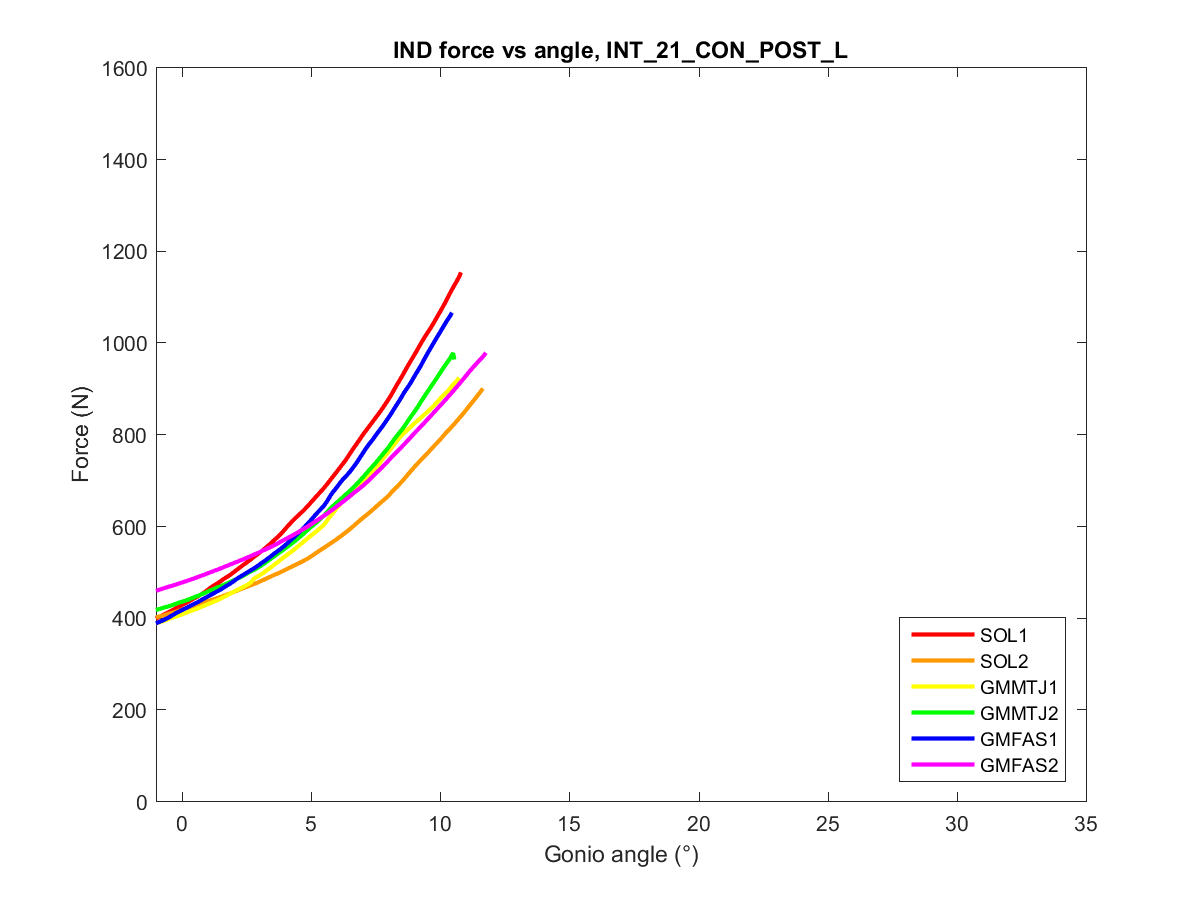 IND force vs angle, INT_21_CON_POST_L
1600
1400
1200
1000
800
600
400
200
0
Force (N)
0 5 10 15 20 25 30 35
Gonio angle (°)
SOL1
SOL2
GMMTJ1
GMMTJ2
GMFAS1
GMFAS2